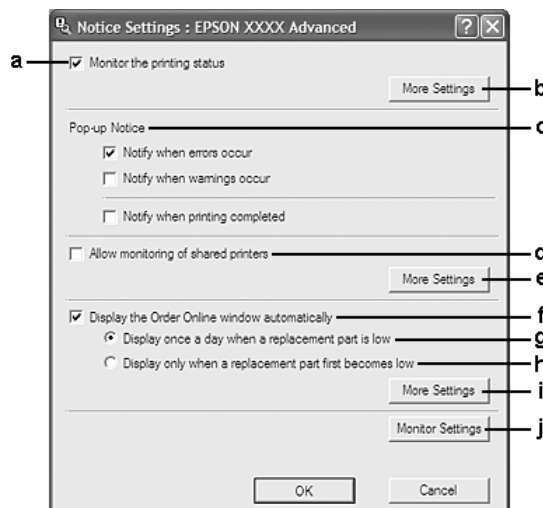 Notice Settings : EPSON XXXX Advanced
a
Monitor the printing status
More Settings
b
Pop-up Notice
c
Notify when errors occur
Notify when warnings occur
Notify when printing completed
Allow monitoring of shared printers
d
More Settings
e
Display the Order Online window automatically
f
Display once a day when a replacement part is low
g
Display only when a replacement part first becomes low
h
More Settings
i
Monitor Settings
j
OK
Cancel